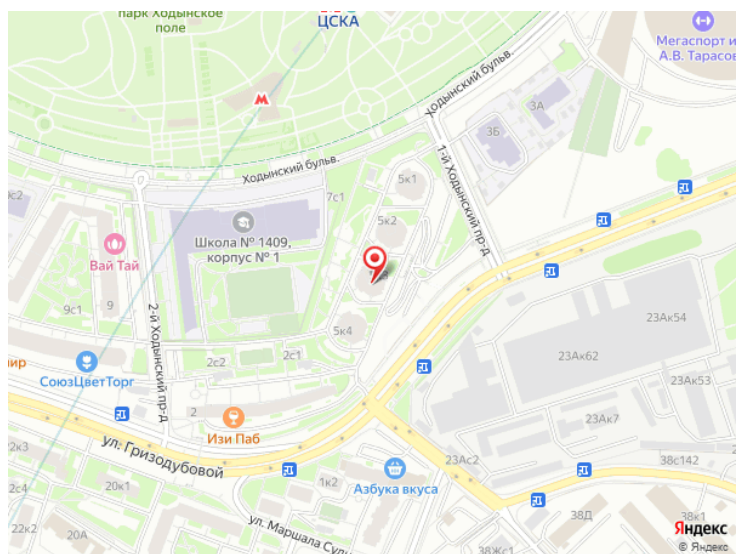 парк Ходынское
поле
ЦСКА
Мегаспорт и
А.В. Тарасов
Ходынский бульв.
3А
3Б
1-й Ходынский пр-д
Ходынский бульв.
5к1
7с1
5к2
Школа № 1409,
корпус № 1
Вай Тай
9с1
9
2-й Ходынский пр-д
5к4
2с1
2с2
23Ак54
23Ак62
23Ак53
23Ак7
СоюзЦветТорг
2
Изи Паб
ул. Гризодубовой
23Ас2
38с142
1к2
Азбука вкуса
22к3
20к1
2с4
22к2
20А
ул. Маршала Сули
38Д
38к1
38Жс1
Яндекс
© Яндекс